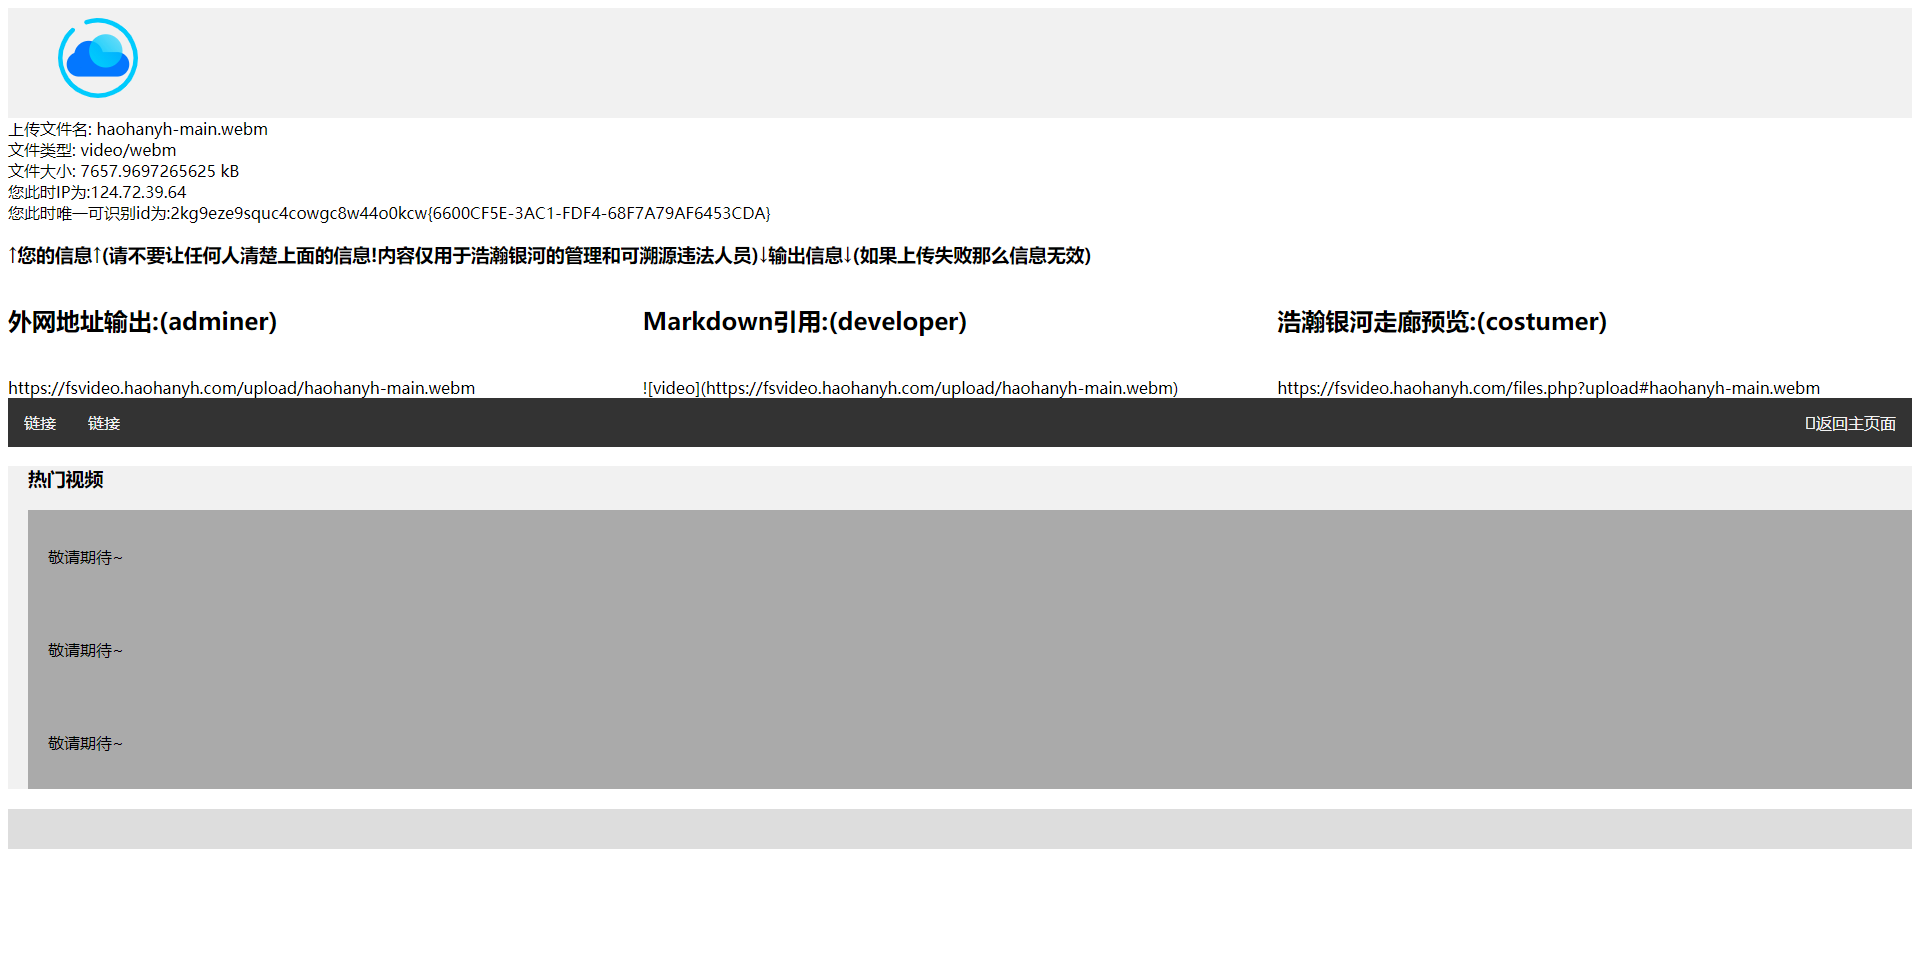 上传文件名: haohanyh-main.webm
文件类型: video/webm
文件大小: 7657.9697265625 kB
您此时IP为:124.72.39.64
您此时唯一可识别id为:2kg9eze9squc4cowgc8w44o0kcw{6600CF5E-3AC1-FDF4-68F7A79AF6453CDA}
↑您的信息↑(请不要让任何人清楚上面的信息!内容仅用于浩瀚银河的管理和可溯源违法人员)↓输出信息↓(如果上传失败那么信息无效)
外网地址输出:(adminer)
Markdown引用:(developer)
浩瀚银河走廊预览:(costumer)
https://fsvideo.haohanyh.com/upload/haohanyh-main.webm
![video](https://fsvideo.haohanyh.com/upload/haohanyh-main.webm)
https://fsvideo.haohanyh.com/files.php?upload#haohanyh-main.webm
链接
链接
返回主页面
热门视频
敬请期待~
敬请期待~
敬请期待~